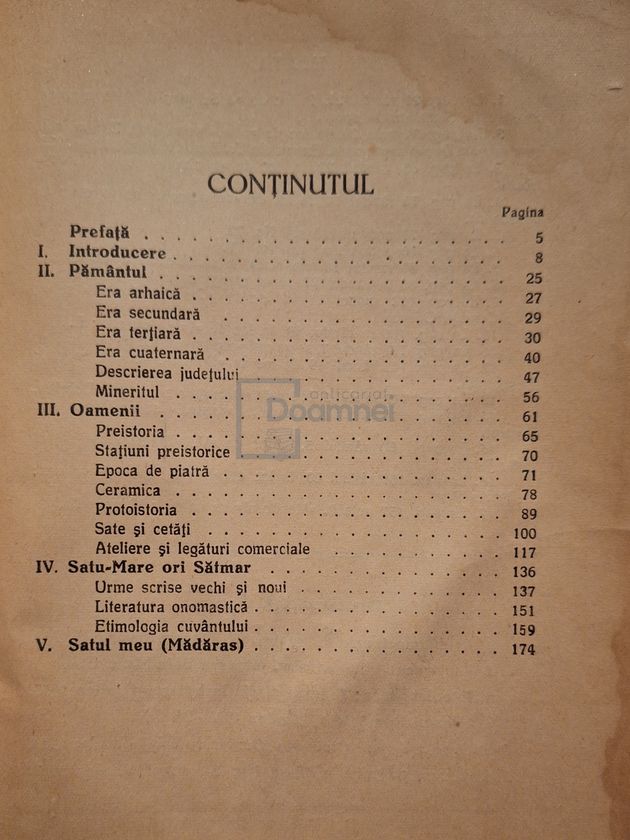 CONȚINUTUL
Pagina
Prefață . . . . . . . . . . . . . . . . . 5
I. Introducere . . . . . . . . . . . . . . . . . 8
II. Pământul . . . . . . . . . . . . . . . . . 25
Era arhaică . . . . . . . . . . . . . . . . 27
Era secundară . . . . . . . . . . . . . . . 29
Era terțiară . . . . . . . . . . . . . . . . 30
Era cuaternară . . . . . . . . . . . . . . . 40
Descrierea județului . . . . . . . . . . . . . 47
Mineritul . . . . . . . . . . . . . . . . . 56
III. Oamenii . . . . . . . . . . . . . . . . . 61
Preistoria . . . . . . . . . . . . . . . . . 65
Stațiuni preistorice . . . . . . . . . . . . . 70
Epoca de piatră . . . . . . . . . . . . . . . 71
Ceramica . . . . . . . . . . . . . . . . . 78
Protoistoria . . . . . . . . . . . . . . . . 89
Sate și cetăți . . . . . . . . . . . . . . . 100
Ateliere și legături comerciale . . . . . . . . . 117
IV. Satu-Mare ori Sătmar . . . . . . . . . . . . 136
Urme scrise vechi și noui . . . . . . . . . . . 137
Literatura onomastică . . . . . . . . . . . . . 151
Etimologia cuvântului . . . . . . . . . . . . . 159
V. Satul meu (Mădăras) . . . . . . . . . . . . . 174
anticariat
Doamnei